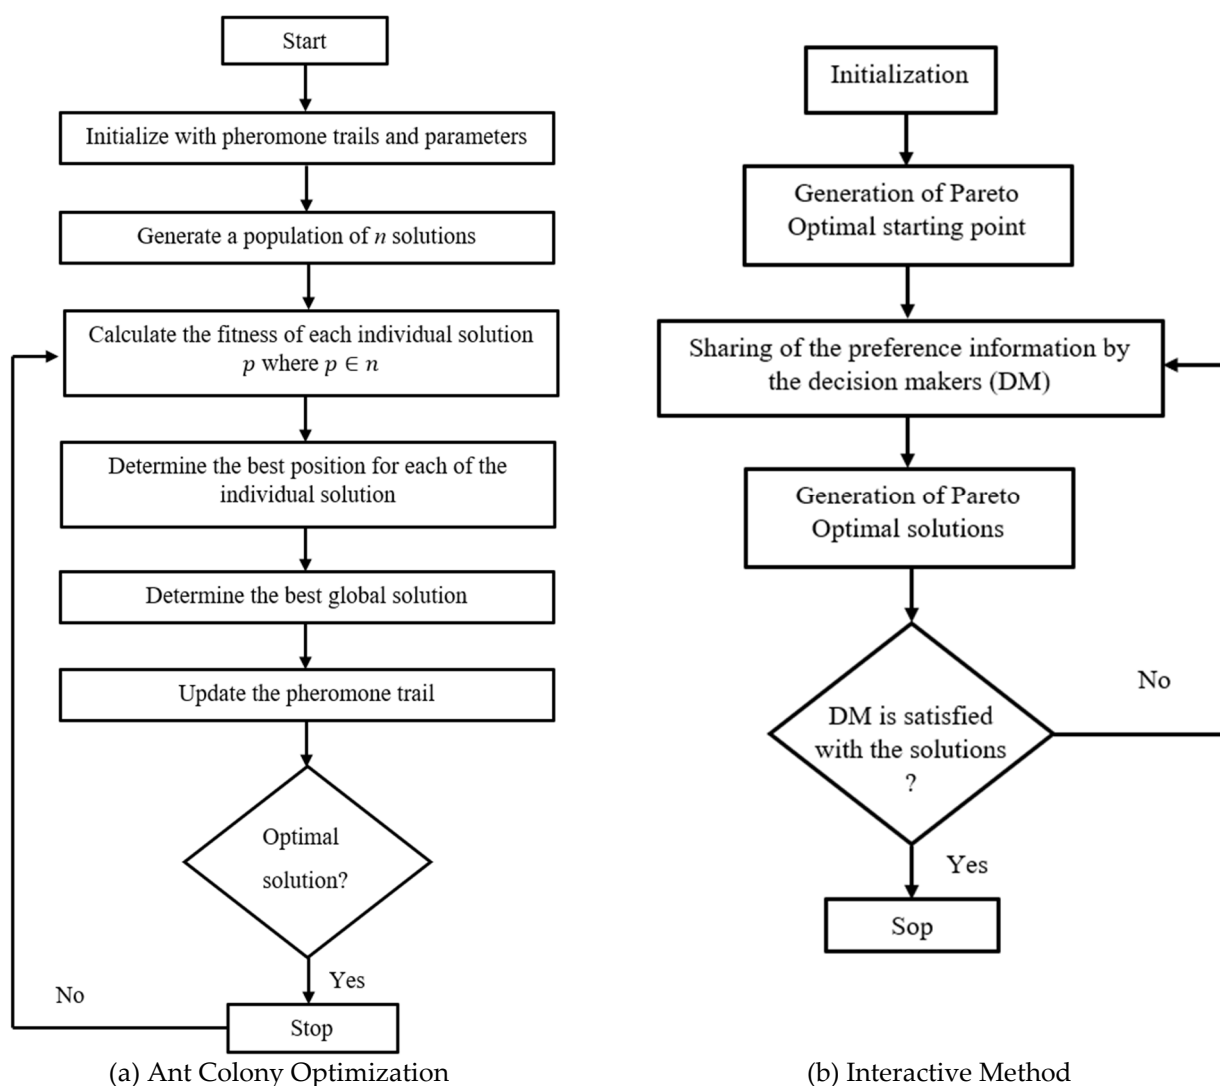 Start
Initialize with pheromone trails and parameters
Generate a population of n solutions
Calculate the fitness of each individual solution
p where p ∈ n
Determine the best position for each of the
individual solution
Determine the best global solution
Update the pheromone trail
Optimal
solution?
Yes
No
Stop
(a) Ant Colony Optimization
Initialization
Generation of Pareto
Optimal starting point
Sharing of the preference information by
the decision makers (DM)
Generation of Pareto
Optimal solutions
No
DM is satisfied
with the solutions
?
Yes
Sop
(b) Interactive Method